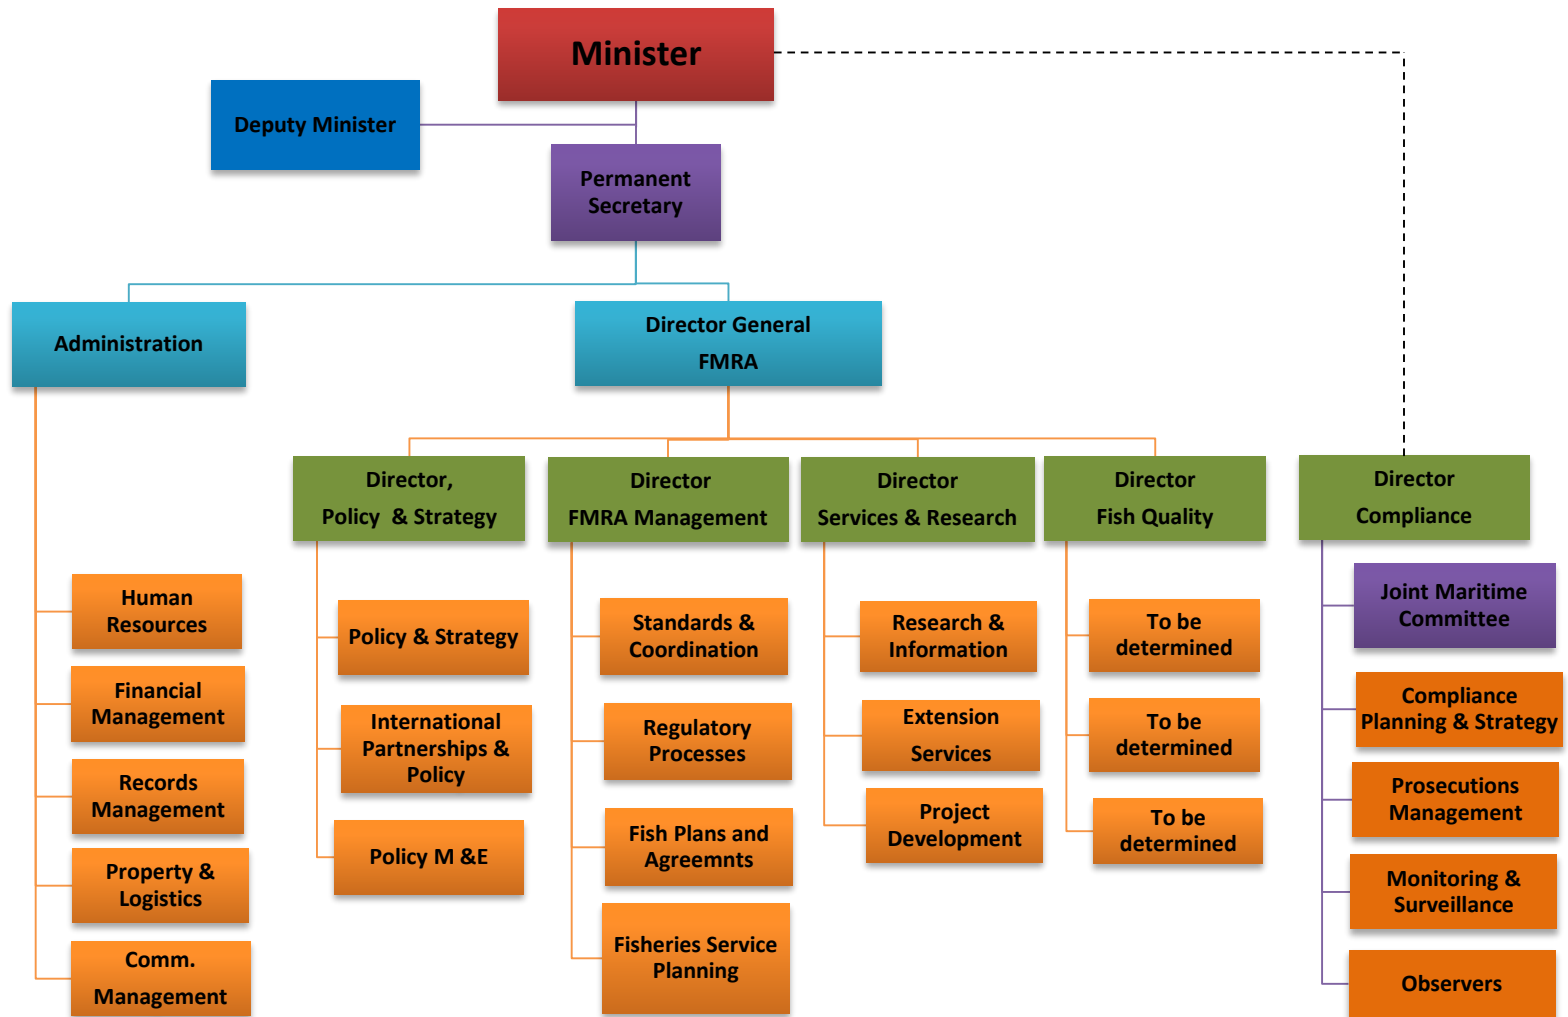 Minister
Deputy Minister
Permanent
Secretary
Administration
Director General
FMRA
Director,
Policy & Strategy
Director
FMRA Management
Director
Services & Research
Director
Fish Quality
Director
Compliance
Human
Resources
Financial
Management
Records
Management
Property &
Logistics
Comm.
Management
Policy & Strategy
International
Partnerships &
Policy
Policy M &E
Standards &
Coordination
Regulatory
Processes
Fish Plans and
Agreemnts
Fisheries Service
Planning
Research &
Information
Extension
Services
Project
Development
To be
determined
To be
determined
To be
determined
Joint Maritime
Committee
Compliance
Planning & Strategy
Prosecutions
Management
Monitoring &
Surveillance
Observers